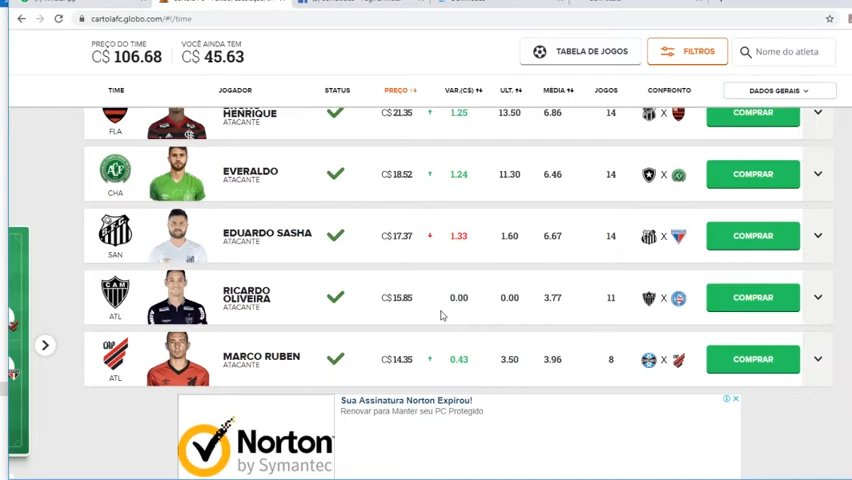 cartolafc.globo.com/#!/time
PREÇO DO TIME
C$ 106.68
VOCÊ AINDA TEM
C$ 45.63
TABELA DE JOGOS
FILTROS
Nome do atleta
TIME JOGADOR STATUS PREÇO VAR.(C$) ULT. MÉDIA JOGOS CONFRONTO DADOS GERAIS
HENRIQUE
ATACANTE
FLA C$ 21.35 1.25 13.50 6.86 14 X COMPRAR
EVERALDO
ATACANTE
CHA C$ 18.52 1.24 11.30 6.46 14 X COMPRAR
EDUARDO SASHA
ATACANTE
SAN C$ 17.37 1.33 1.60 6.67 14 X COMPRAR
RICARDO
OLIVEIRA
ATACANTE
ATL C$ 15.85 0.00 0.00 3.77 11 X COMPRAR
MARCO RUBEN
ATACANTE
ATL C$ 14.35 0.43 3.50 3.96 8 X COMPRAR
Sua Assinatura Norton Expirou!
Renovar para Manter seu PC Protegido
Norton
by Symantec